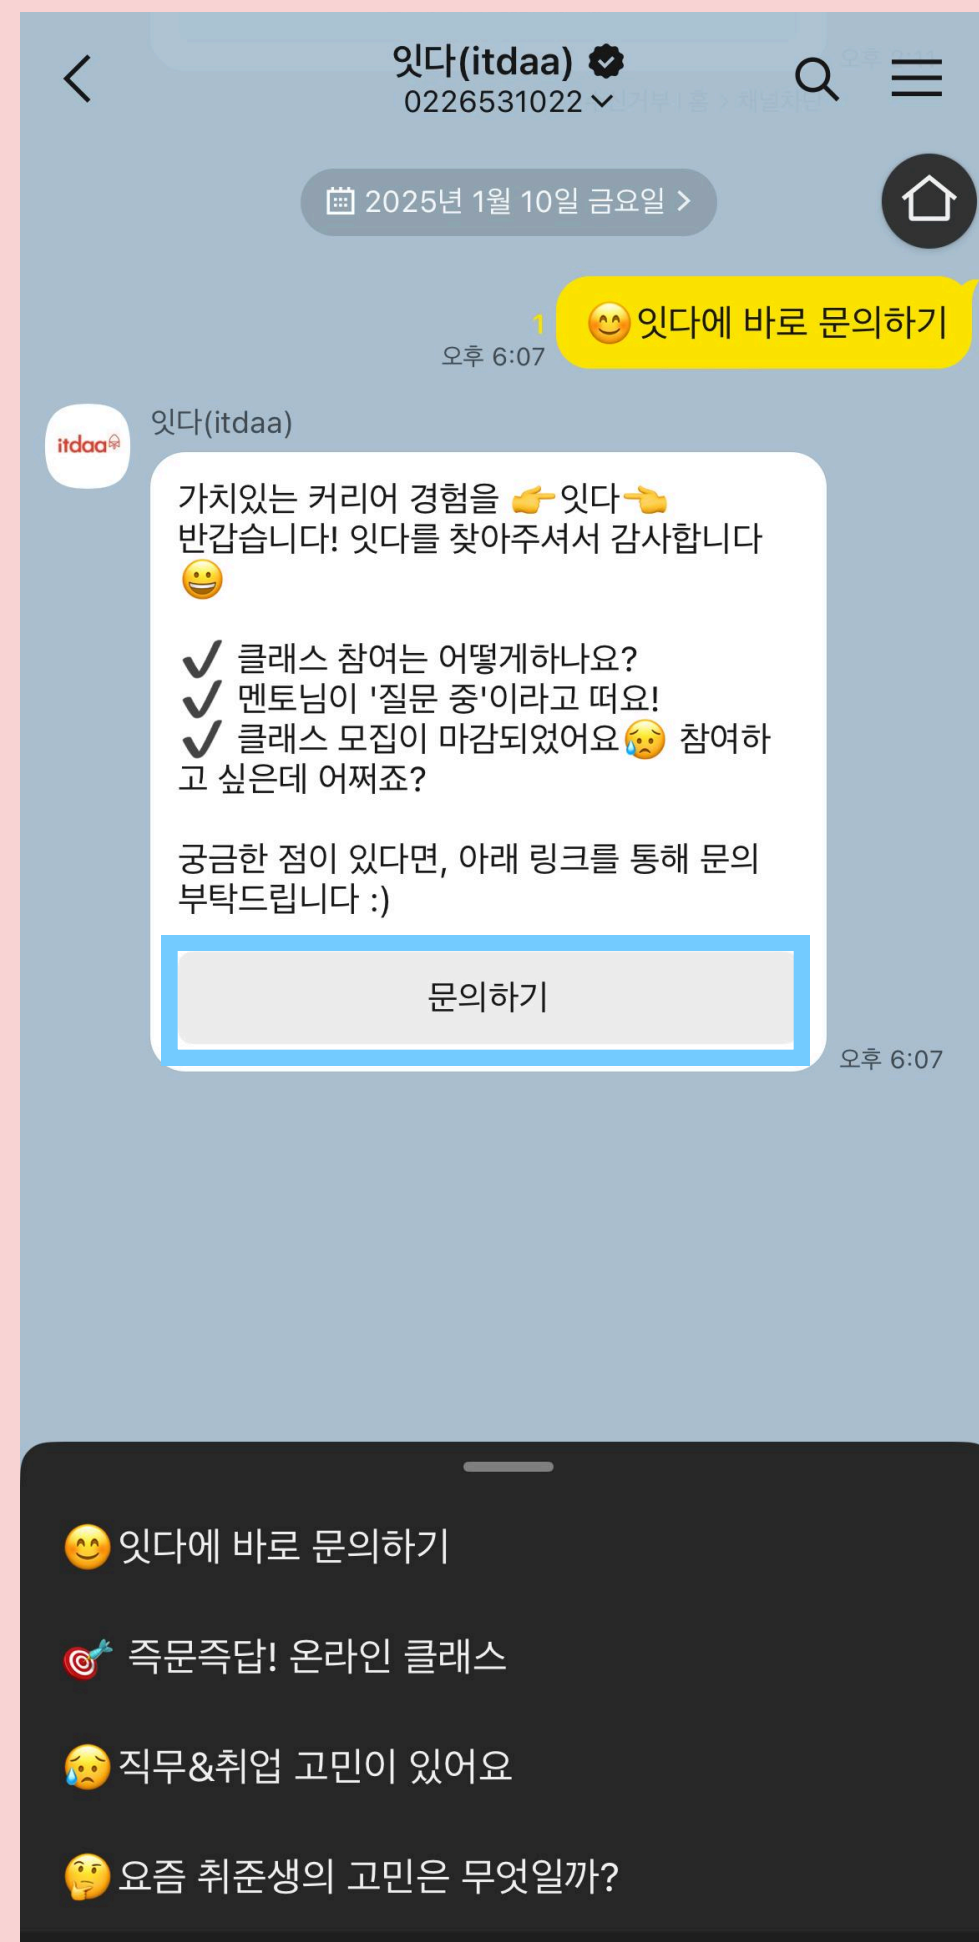 잇다(itdaa)
0226531022
2025년 1월 10일 금요일 >
😊잇다에 바로 문의하기
1
오후 6:07
itdaa
잇다(itdaa)
가치있는 커리어 경험을 👉잇다👈
반갑습니다! 잇다를 찾아주셔서 감사합니다
😀
✔ 클래스 참여는 어떻게하나요?
✔ 멘토님이 '질문 중'이라고 떠요!
✔ 클래스 모집이 마감되었어요😥 참여하
고 싶은데 어쩌죠?
궁금한 점이 있다면, 아래 링크를 통해 문의
부탁드립니다 :)
문의하기
오후 6:07
😊잇다에 바로 문의하기
🎯 즉문즉답! 온라인 클래스
😥직무&취업 고민이 있어요
🤔요즘 취준생의 고민은 무엇일까?